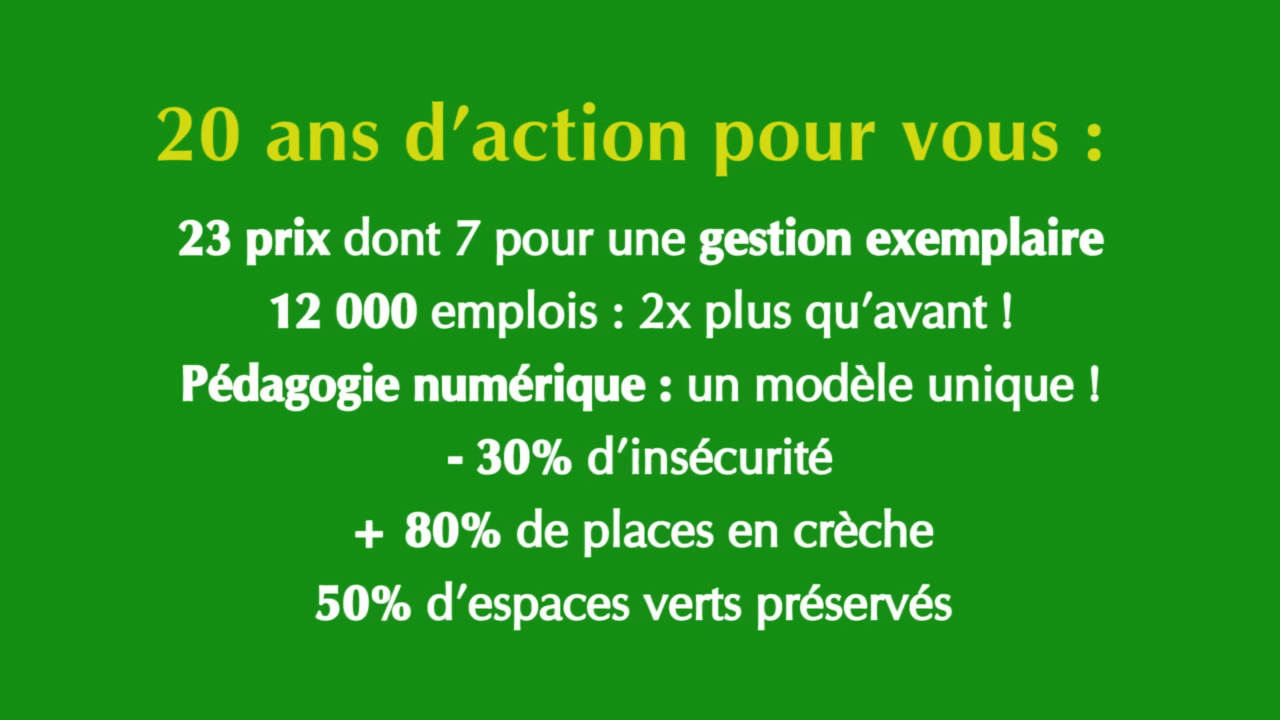 20 ans d’action pour vous :
23 prix dont 7 pour une gestion exemplaire
12 000 emplois : 2x plus qu’avant !
Pédagogie numérique : un modèle unique !
- 30% d’insécurité
+ 80% de places en crèche
50% d’espaces verts préservés